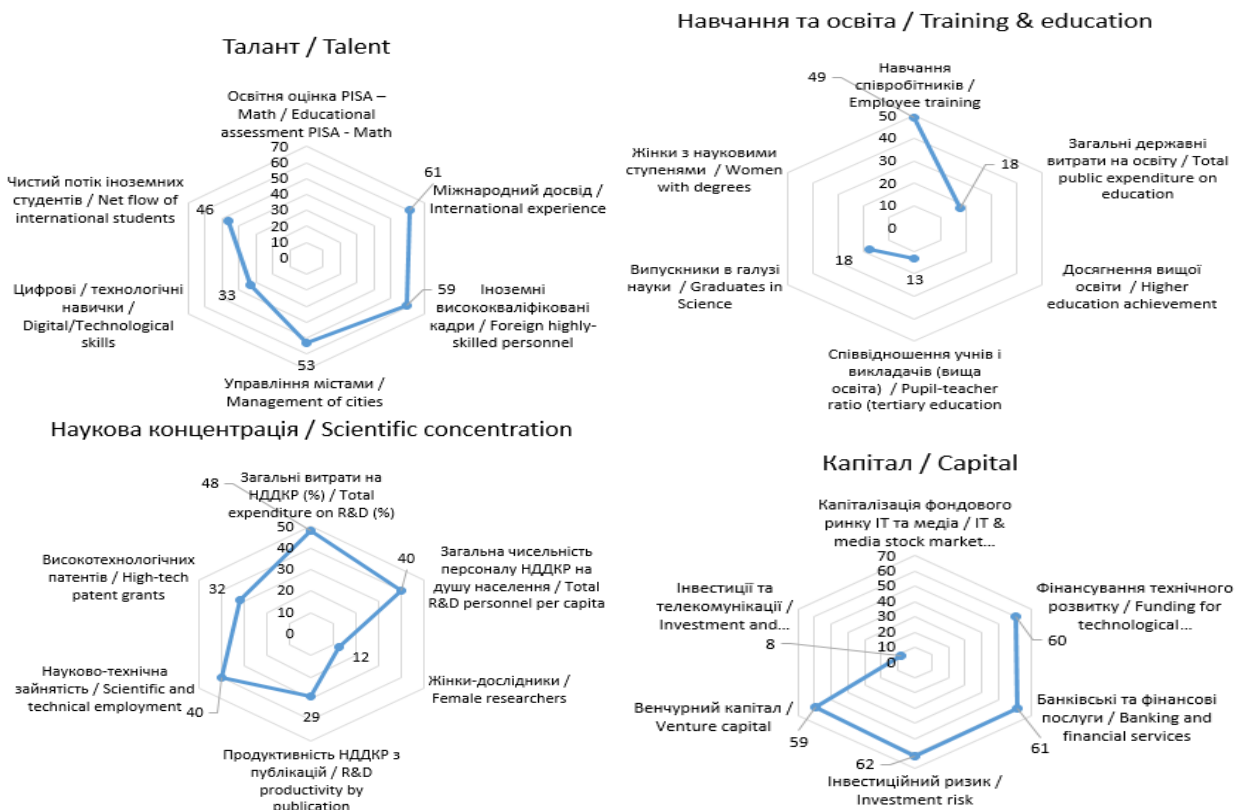 Талант / Talent
Освітня оцінка PISA –
Math / Educational
assessment PISA - Math
70
60
50
40
30
20
10
0
61
Міжнародний досвід /
International experience
59
Іноземні
висококваліфіковані
кадри / Foreign highly-
skilled personnel
53
Управління містами /
Management of cities
33
Цифрові / технологічні
навички /
Digital/Technological
skills
46
Чистий потік іноземних
студентів / Net flow of
international students
Навчання та освіта / Training & education
49
Навчання
співробітників /
Employee training
50
40
30
20
10
0
18
Загальні державні
витрати на освіту / Total
public expenditure on
education
Досягнення вищої
освіти / Higher
education achievement
13
Співвідношення учнів і
викладачів (вища
освіта) / Pupil-teacher
ratio (tertiary education
18
Випускники в галузі
науки / Graduates in
Science
Жінки з науковими
ступенями / Women
with degrees
Наукова концентрація / Scientific concentration
48
Загальні витрати на
НДДКР (%) / Total
expenditure on R&D (%)
50
40
30
20
10
0
40
Загальна чисельність
персоналу НДДКР на
душу населення / Total
R&D personnel per capita
12
Жінки-дослідники /
Female researchers
29
Продуктивність НДДКР з
публікацій / R&D
productivity by
publication
40
Науково-технічна
зайнятість / Scientific and
technical employment
32
Високотехнологічних
патентів / High-tech
patent grants
Капітал / Capital
Капіталізація фондового
ринку ІТ та медіа / IT &
media stock market...
70
60
50
40
30
20
10
0
Фінансування технічного
розвитку / Funding for
technological...
60
Банківські та фінансові
послуги / Banking and
financial services
61
62
Інвестиційний ризик /
Investment risk
Венчурний капітал /
Venture capital
59
Інвестиції та
телекомунікації /
Investment and...
8